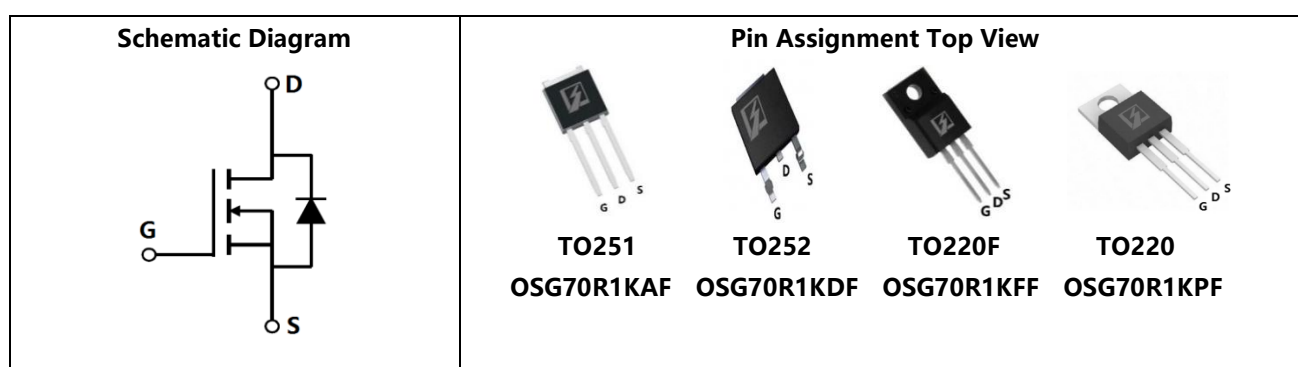 Schematic Diagram
D
G
S
Pin Assignment Top View
G D S
G D S
G D S
G D S
TO251 TO252 TO220F TO220
OSG70R1KAF OSG70R1KDF OSG70R1KFF OSG70R1KPF